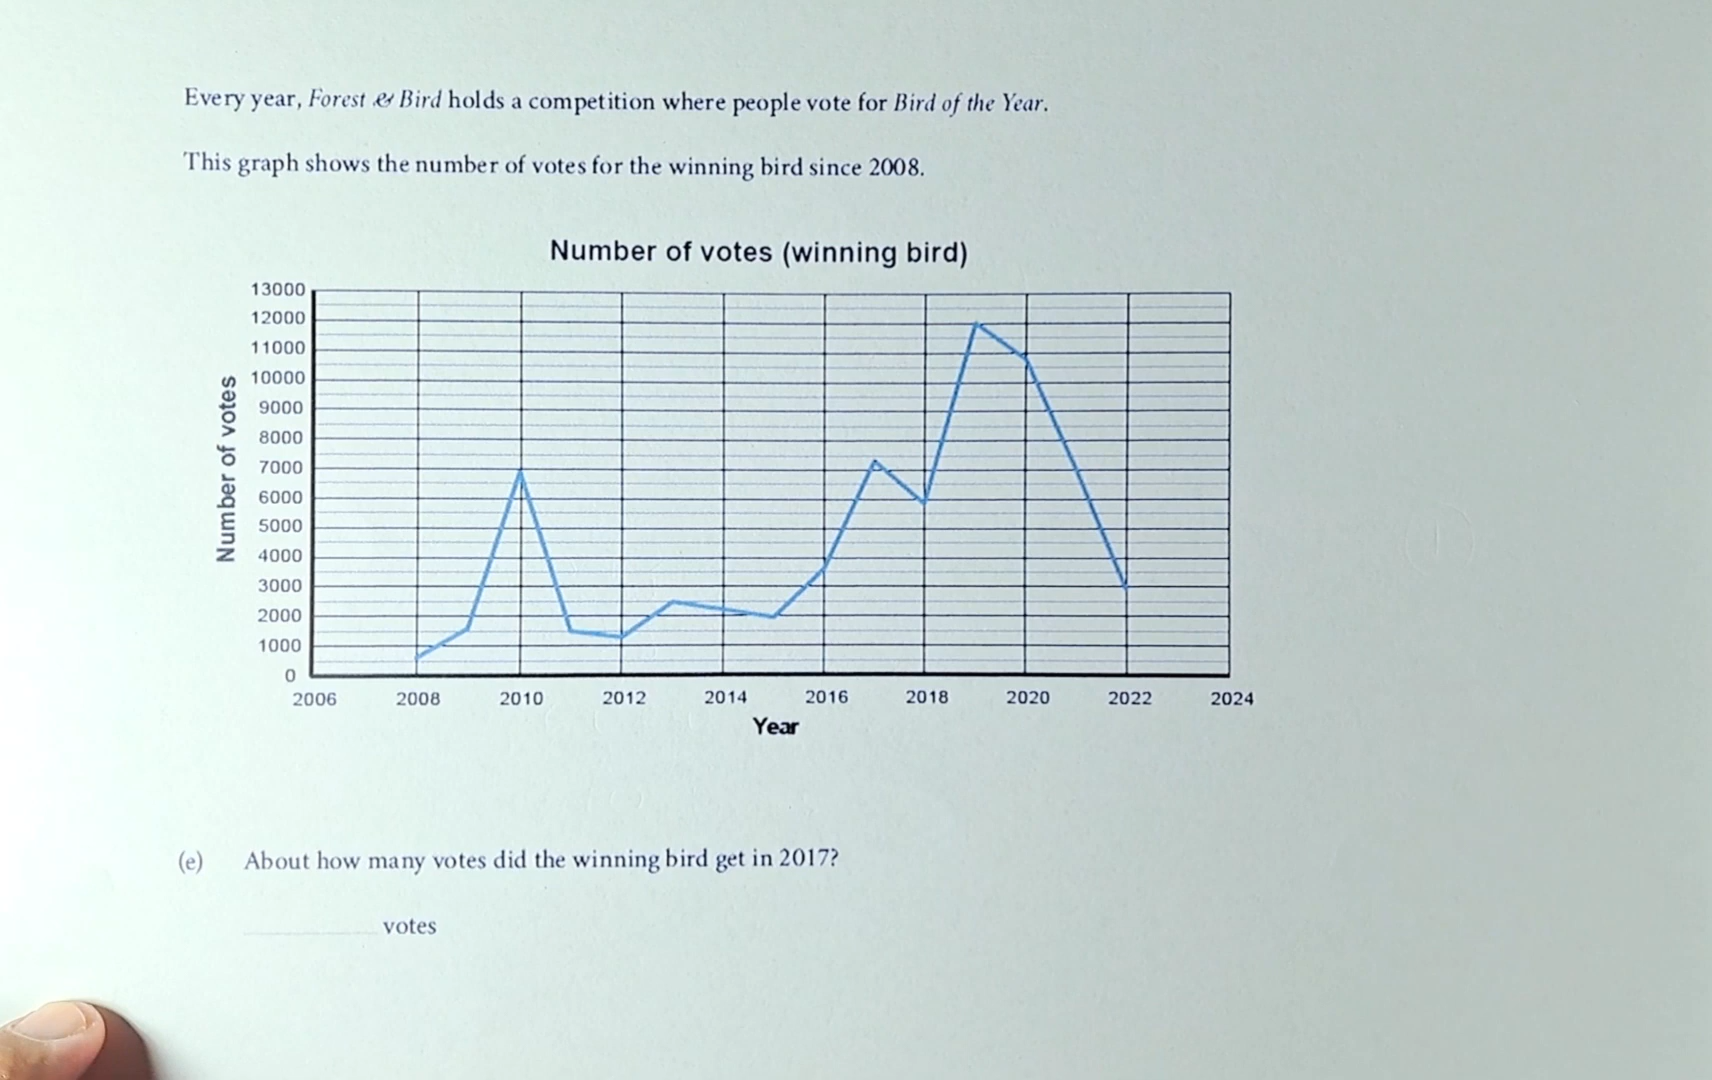 Every year, Forest & Bird holds a competition where people vote for Bird of the Year.
This graph shows the number of votes for the winning bird since 2008.
Number of votes (winning bird)
13000
12000
11000
10000
9000
8000
7000
6000
5000
4000
3000
2000
1000
0
Number of votes
2006 2008 2010 2012 2014 2016 2018 2020 2022 2024
Year
(e) About how many votes did the winning bird get in 2017?
votes